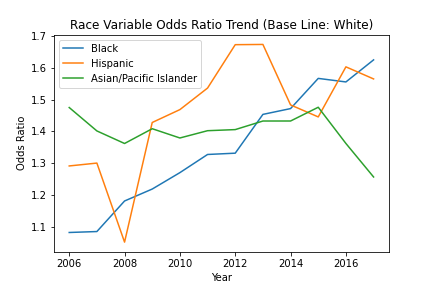 Race Variable Odds Ratio Trend (Base Line: White)
1.7
1.6
1.5
1.4
1.3
1.2
1.1
Odds Ratio
Black
Hispanic
Asian/Pacific Islander
2006 2008 2010 2012 2014 2016
Year